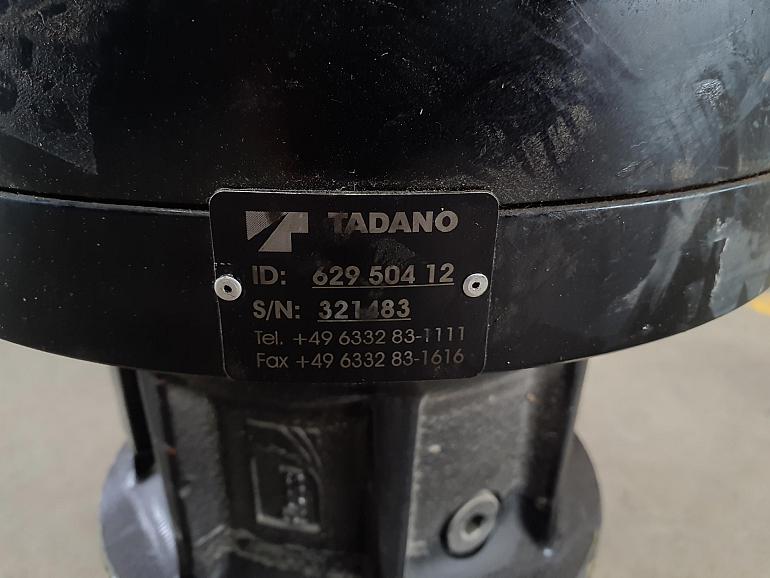 TADANO
ID: 629 504 12
S/N: 321483
Tel. +49 6332 83-1111
Fax +49 6332 83-1616